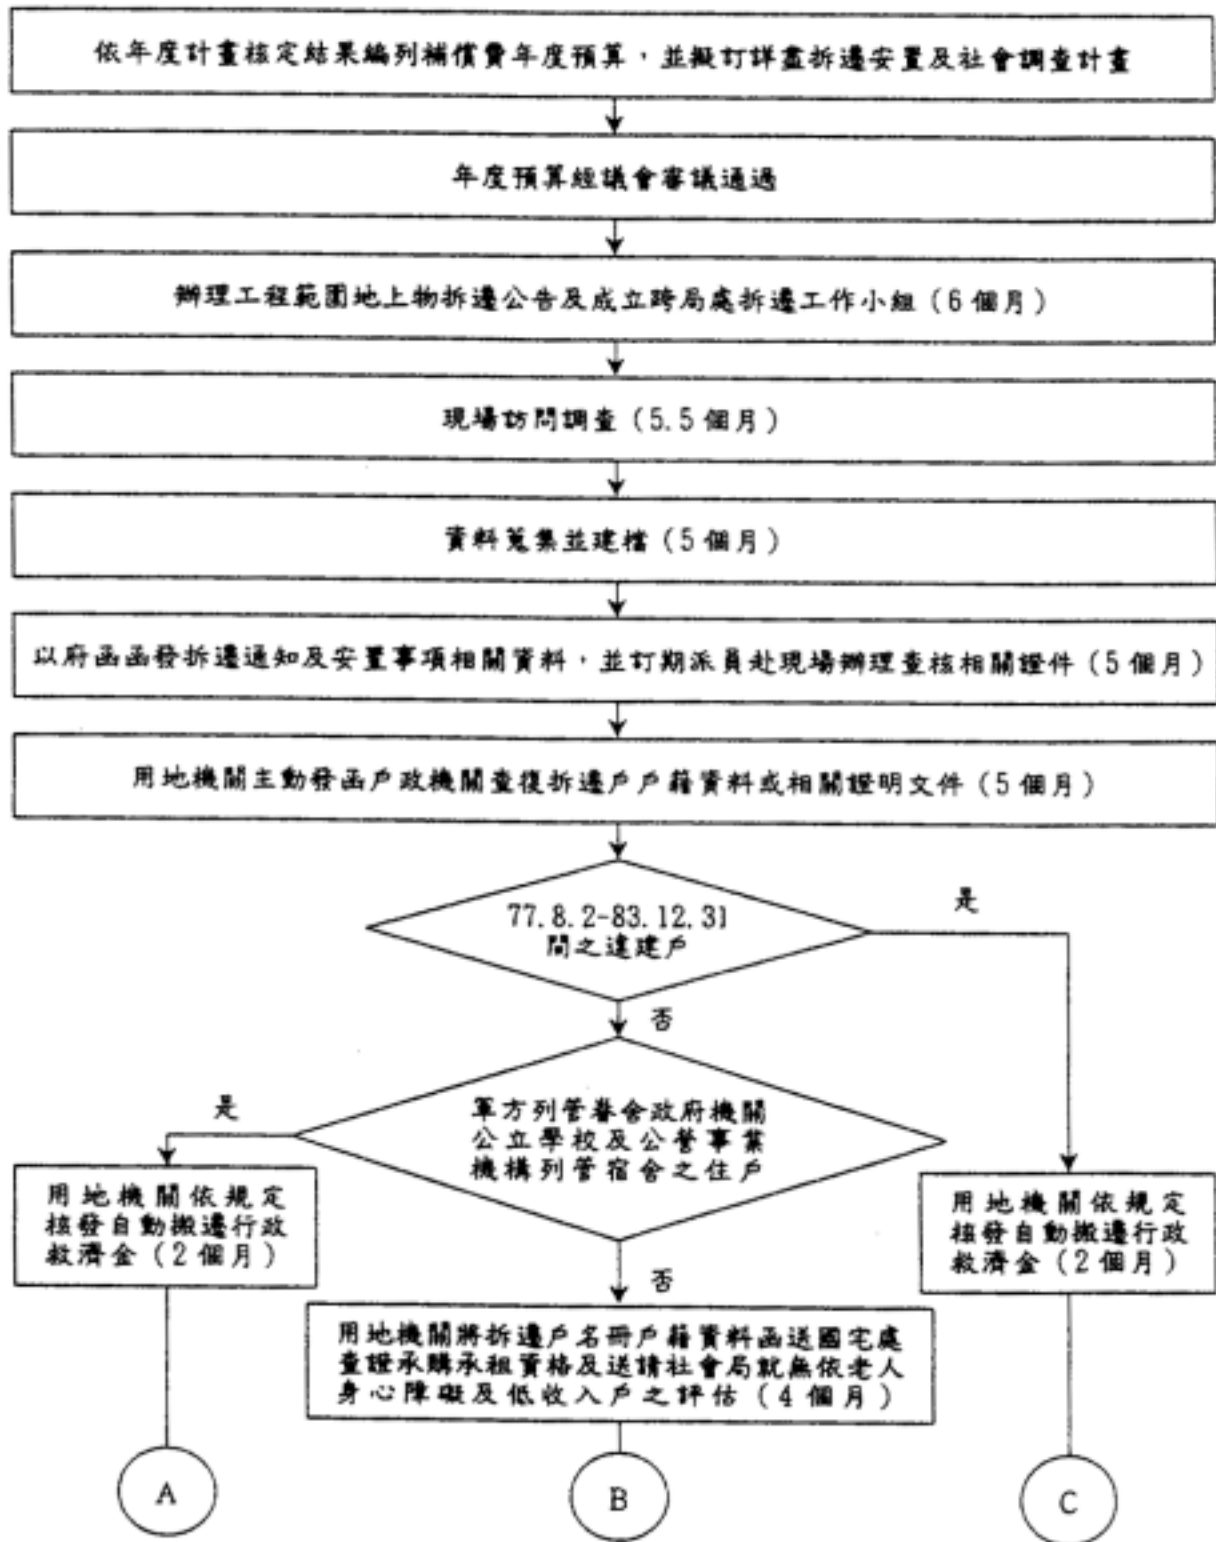 依年度計畫核定結果編列補償費年度預算，並擬訂詳盡拆遷安置及社會調查計畫
年度預算經議會審議通過
辦理工程範圍地上物拆遷公告及成立跨局處拆遷工作小組（6個月）
現場訪問調查（5.5個月）
資料蒐集並建檔（5個月）
以府函函發拆遷通知及安置事項相關資料，並訂期派員赴現場辦理查核相關證件（5個月）
用地機關主動發函戶政機關查復拆遷戶戶籍資料或相關證明文件（5個月）
77.8.2-83.12.31
間之違建戶
是
否
軍方列管眷舍政府機關
公立學校及公營事業
機構列管宿舍之住戶
是
用地機關依規定
核發自動搬遷行政
救濟金（2個月）
用地機關依規定
核發自動搬遷行政
救濟金（2個月）
否
用地機關將拆遷戶名冊戶籍資料函送國宅處
查證承購承租資格及送請社會局就無依老人
身心障礙及低收入戶之評估（4個月）
A
B
C